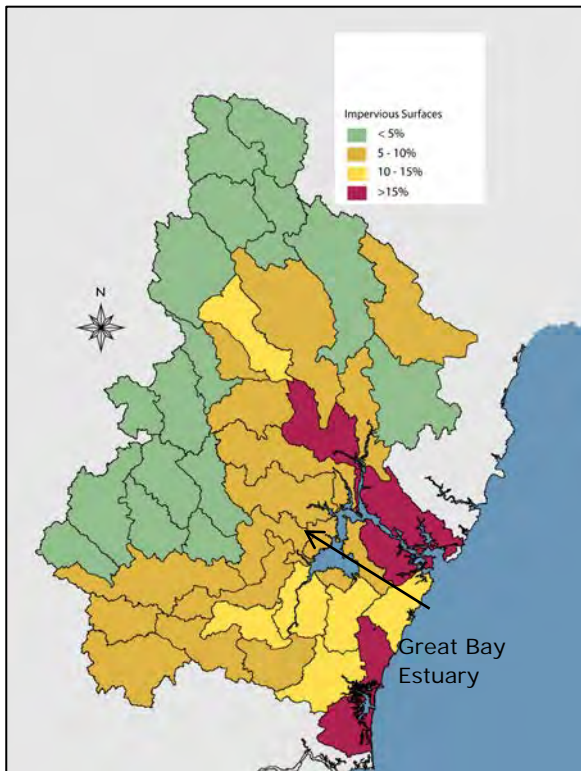 Impervious Surfaces
< 5%
5 - 10%
10 - 15%
>15%
N
Great Bay
Estuary